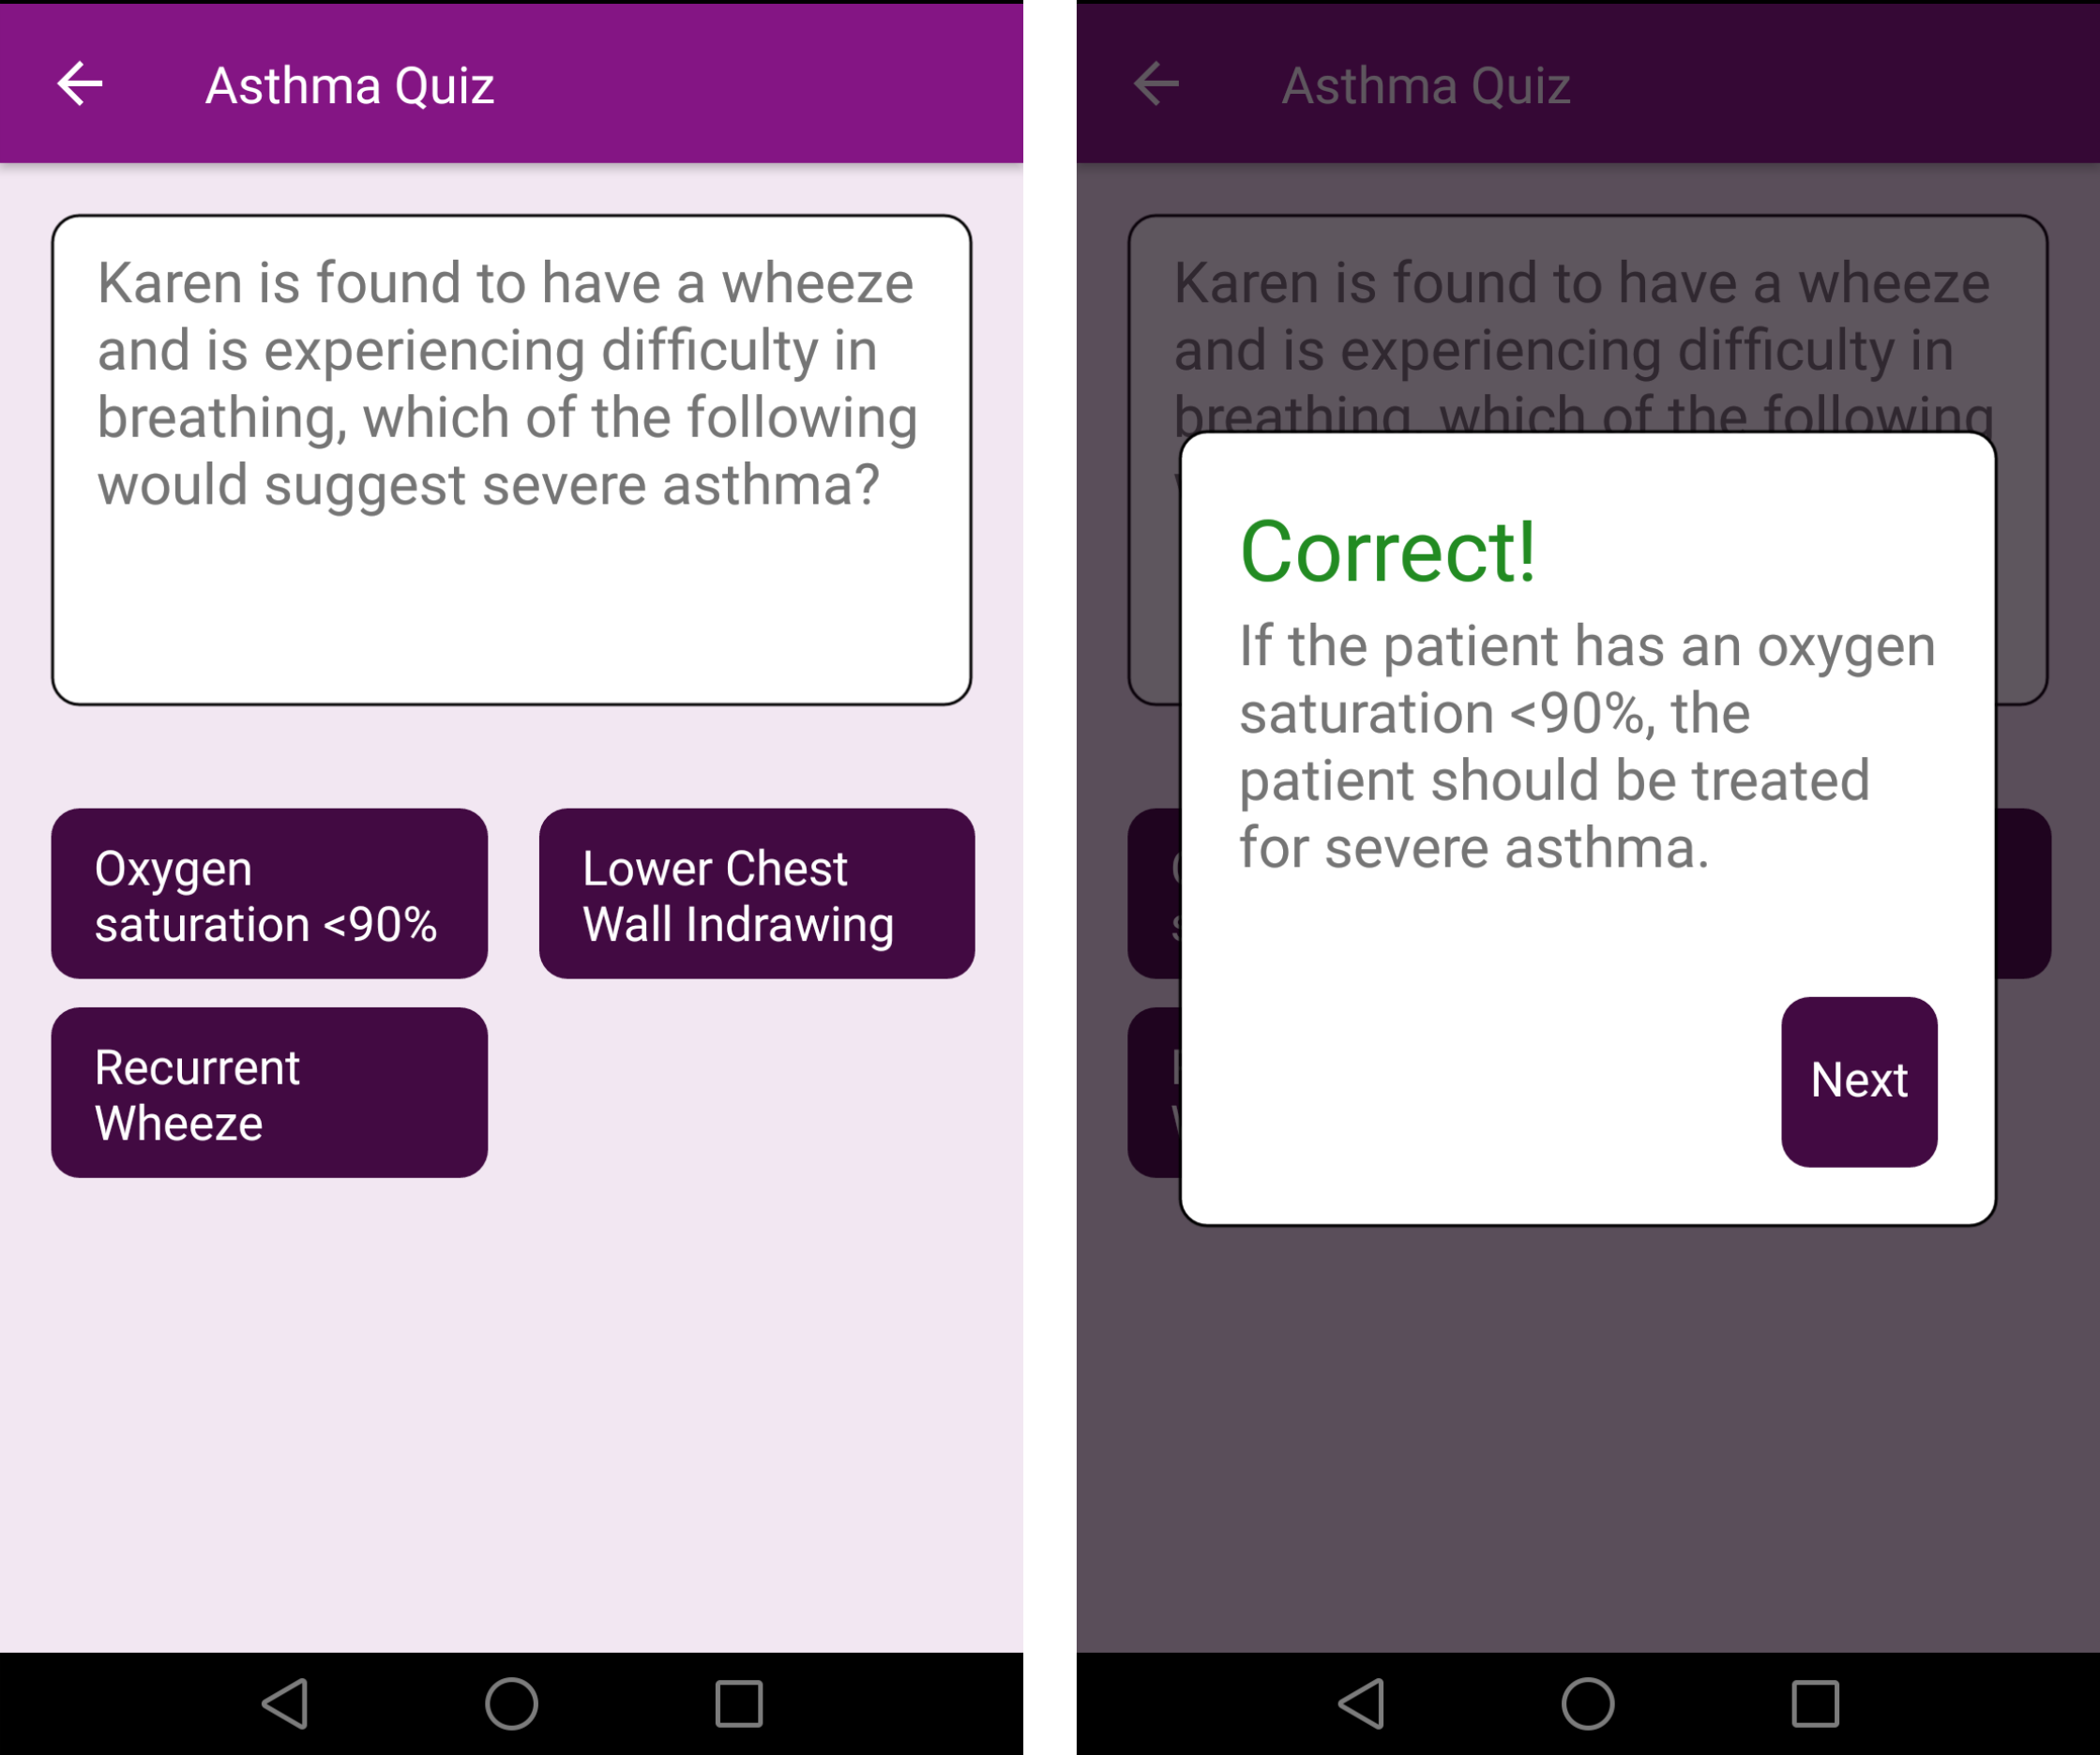 Asthma Quiz
Karen is found to have a wheeze
and is experiencing difficulty in
breathing, which of the following
would suggest severe asthma?
Oxygen
saturation <90%
Lower Chest
Wall Indrawing
Recurrent
Wheeze
Asthma Quiz
Karen is found to have a wheeze
and is experiencing difficulty in
breathing, which of the following
Correct!
If the patient has an oxygen
saturation <90%, the
patient should be treated
for severe asthma.
Next